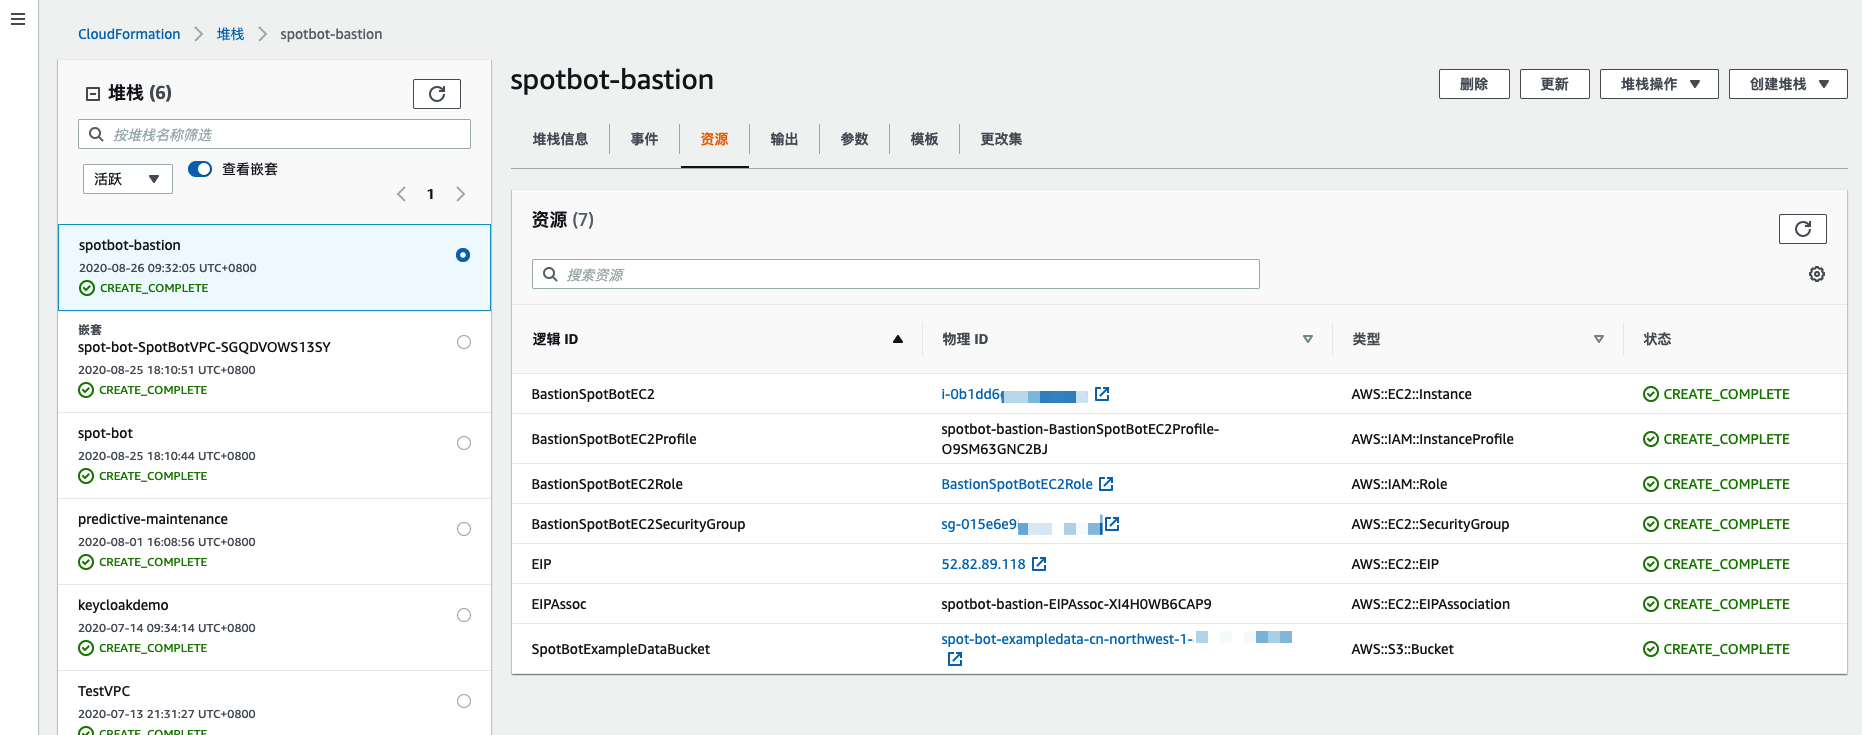 CloudFormation > 堆栈 > spotbot-bastion
堆栈 (6)
按堆栈名称筛选
活跃
查看嵌套
1
spotbot-bastion
2020-08-26 09:32:05 UTC+0800
CREATE_COMPLETE
嵌套
spot-bot-SpotBotVPC-SGQDVOWS13SY
2020-08-25 18:10:51 UTC+0800
CREATE_COMPLETE
spot-bot
2020-08-25 18:10:44 UTC+0800
CREATE_COMPLETE
predictive-maintenance
2020-08-01 16:08:56 UTC+0800
CREATE_COMPLETE
keycloakdemo
2020-07-14 09:34:14 UTC+0800
CREATE_COMPLETE
TestVPC
2020-07-13 21:31:27 UTC+0800
CREATE_COMPLETE
spotbot-bastion
删除 更新 堆栈操作 创建堆栈
堆栈信息 事件 资源 输出 参数 模板 更改集
资源 (7)
搜索资源
逻辑 ID 物理 ID 类型 状态
BastionSpotBotEC2 i-0b1dd6 AWS::EC2::Instance CREATE_COMPLETE
BastionSpotBotEC2Profile spotbot-bastion-BastionSpotBotEC2Profile-
O9SM63GNC2BJ AWS::IAM::InstanceProfile CREATE_COMPLETE
BastionSpotBotEC2Role BastionSpotBotEC2Role AWS::IAM::Role CREATE_COMPLETE
BastionSpotBotEC2SecurityGroup sg-015e6e9 AWS::EC2::SecurityGroup CREATE_COMPLETE
EIP 52.82.89.118 AWS::EC2::EIP CREATE_COMPLETE
EIPAssoc spotbot-bastion-EIPAssoc-XI4H0WB6CAP9 AWS::EC2::EIPAssociation CREATE_COMPLETE
SpotBotExampleDataBucket spot-bot-exampledata-cn-northwest-1- AWS::S3::Bucket CREATE_COMPLETE